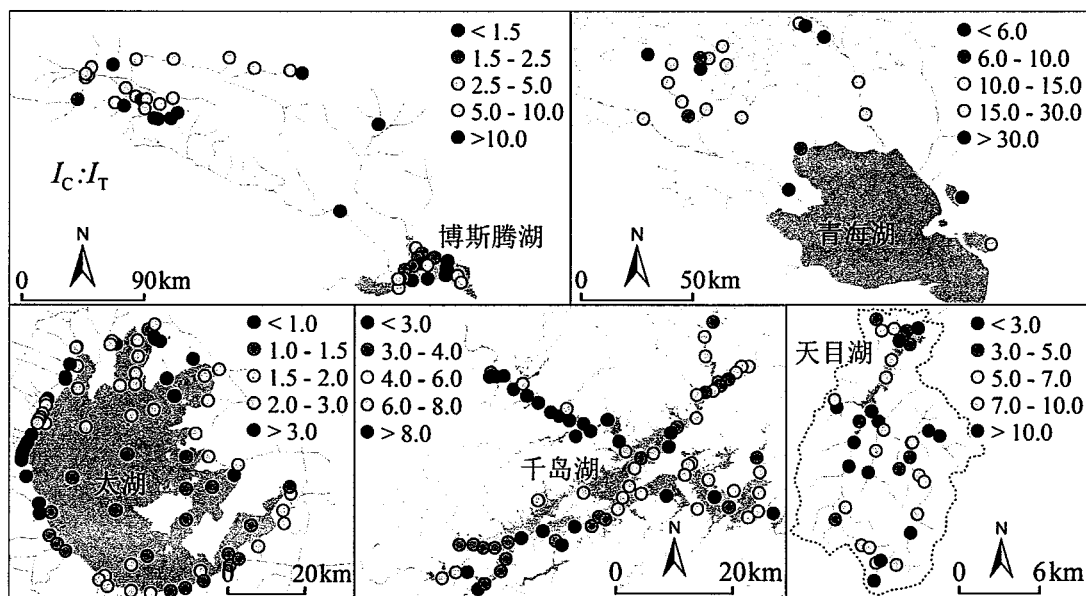 < 1.5
1.5 - 2.5
2.5 - 5.0
5.0 - 10.0
>10.0
I_C:I_T
博斯腾湖
N
0 90km
< 6.0
6.0 - 10.0
10.0 - 15.0
15.0 - 30.0
> 30.0
青海湖
N
0 50km
< 1.0
1.0 - 1.5
1.5 - 2.0
2.0 - 3.0
> 3.0
太湖
0 20km
< 3.0
3.0 - 4.0
4.0 - 6.0
6.0 - 8.0
> 8.0
千岛湖
N
0 20km
天目湖
< 3.0
3.0 - 5.0
5.0 - 7.0
7.0 - 10.0
> 10.0
N
0 6km